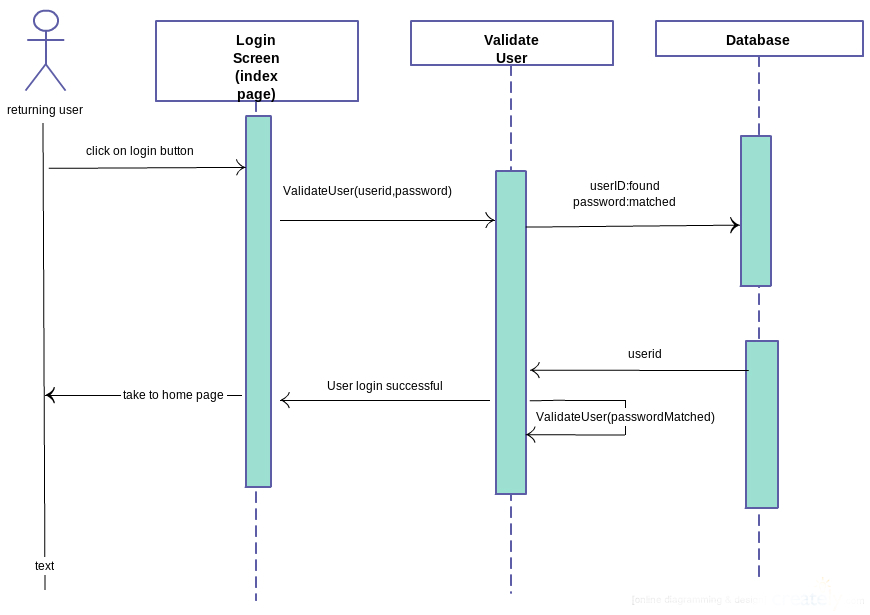 Login
Screen
(index
page)
Validate
User
Database
returning user
click on login button
ValidateUser(userid,password)
userID:found
password:matched
userid
User login successful
take to home page
ValidateUser(passwordMatched)
text